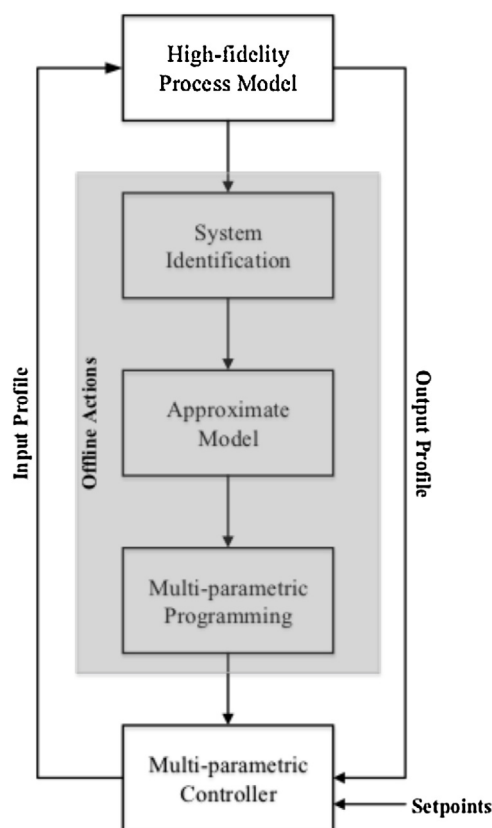 High-fidelity
Process Model
System
Identification
Offline Actions
Input Profile
Approximate
Model
Output Profile
Multi-parametric
Programming
Multi-parametric
Controller
Setpoints